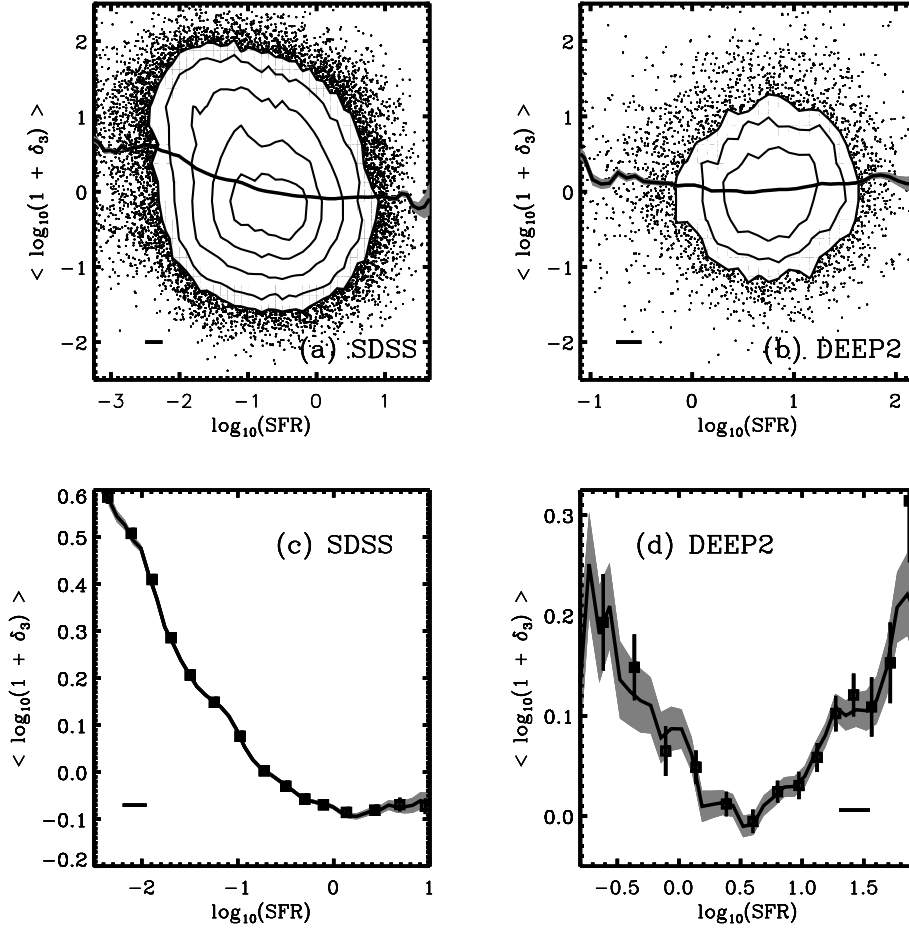 2
1
0
-1
-2
< log10(1 + δ3) >
(a) SDSS
-3 -2 -1 0 1
log10(SFR)
2
1
0
-1
-2
< log10(1 + δ3) >
(b) DEEP2
-1 0 1 2
log10(SFR)
0.6
0.5
0.4
0.3
0.2
0.1
0.0
-0.1
-0.2
< log10(1 + δ3) >
(c) SDSS
-2 -1 0 1
log10(SFR)
0.3
0.2
0.1
0.0
< log10(1 + δ3) >
(d) DEEP2
-0.5 0.0 0.5 1.0 1.5
log10(SFR)